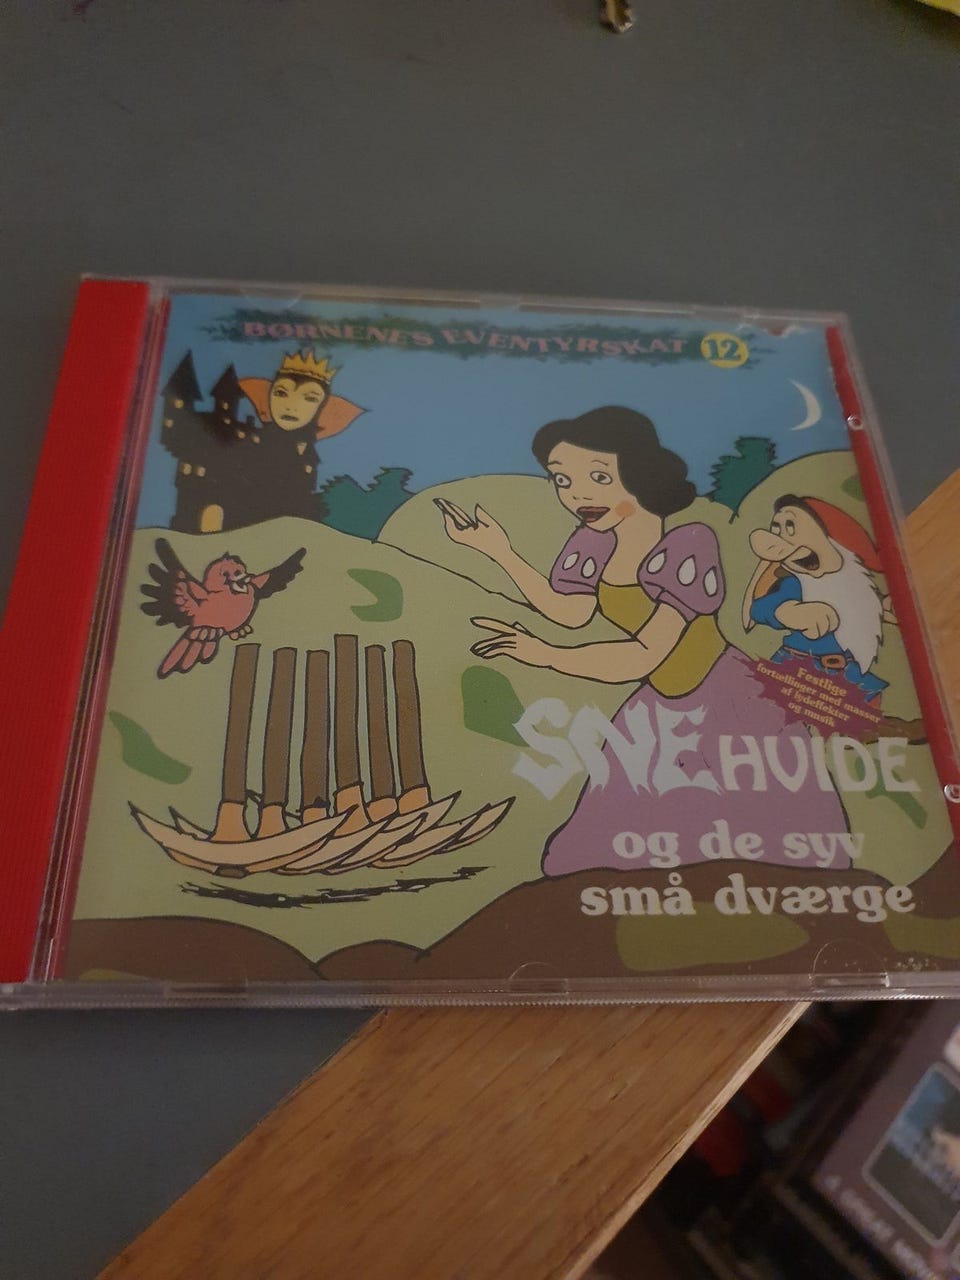 BØRNENES EVENTYRSKAT 12
Festlige
fortællinger med masser
af lydeffekter
og musik
SNEHVIDE
og de syv
små dværge